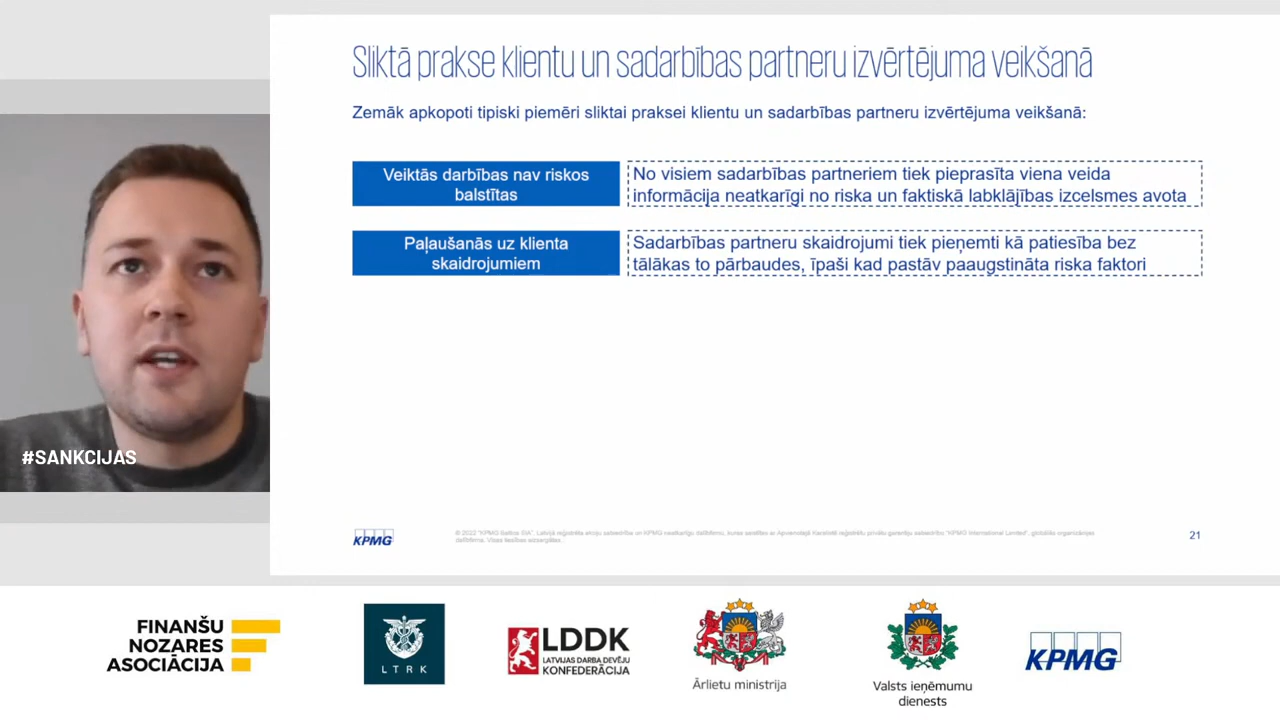 Sliktā prakse klientu un sadarbības partneru izvērtējuma veikšanā
Zemāk apkopoti tipiski piemēri sliktai praksei klientu un sadarbības partneru izvērtējuma veikšanā:
Veiktās darbības nav riskos
balstītas
No visiem sadarbības partneriem tiek pieprasīta viena veida
informācija neatkarīgi no riska un faktiskā labklājības izcelsmes avota
Paļaušanās uz klienta
skaidrojumiem
Sadarbības partneru skaidrojumi tiek pieņemti kā patiesība bez
tālākas to pārbaudes, īpaši kad pastāv paaugstināta riska faktori
#SANKCIJAS
KPMG
21
FINANŠU
NOZARES
ASOCIĀCIJA
LTRK
LDDK
LATVIJAS DARBA DEVĒJU
KONFEDERĀCIJA
Ārlietu ministrija
Valsts ieņēmumu
dienests
KPMG